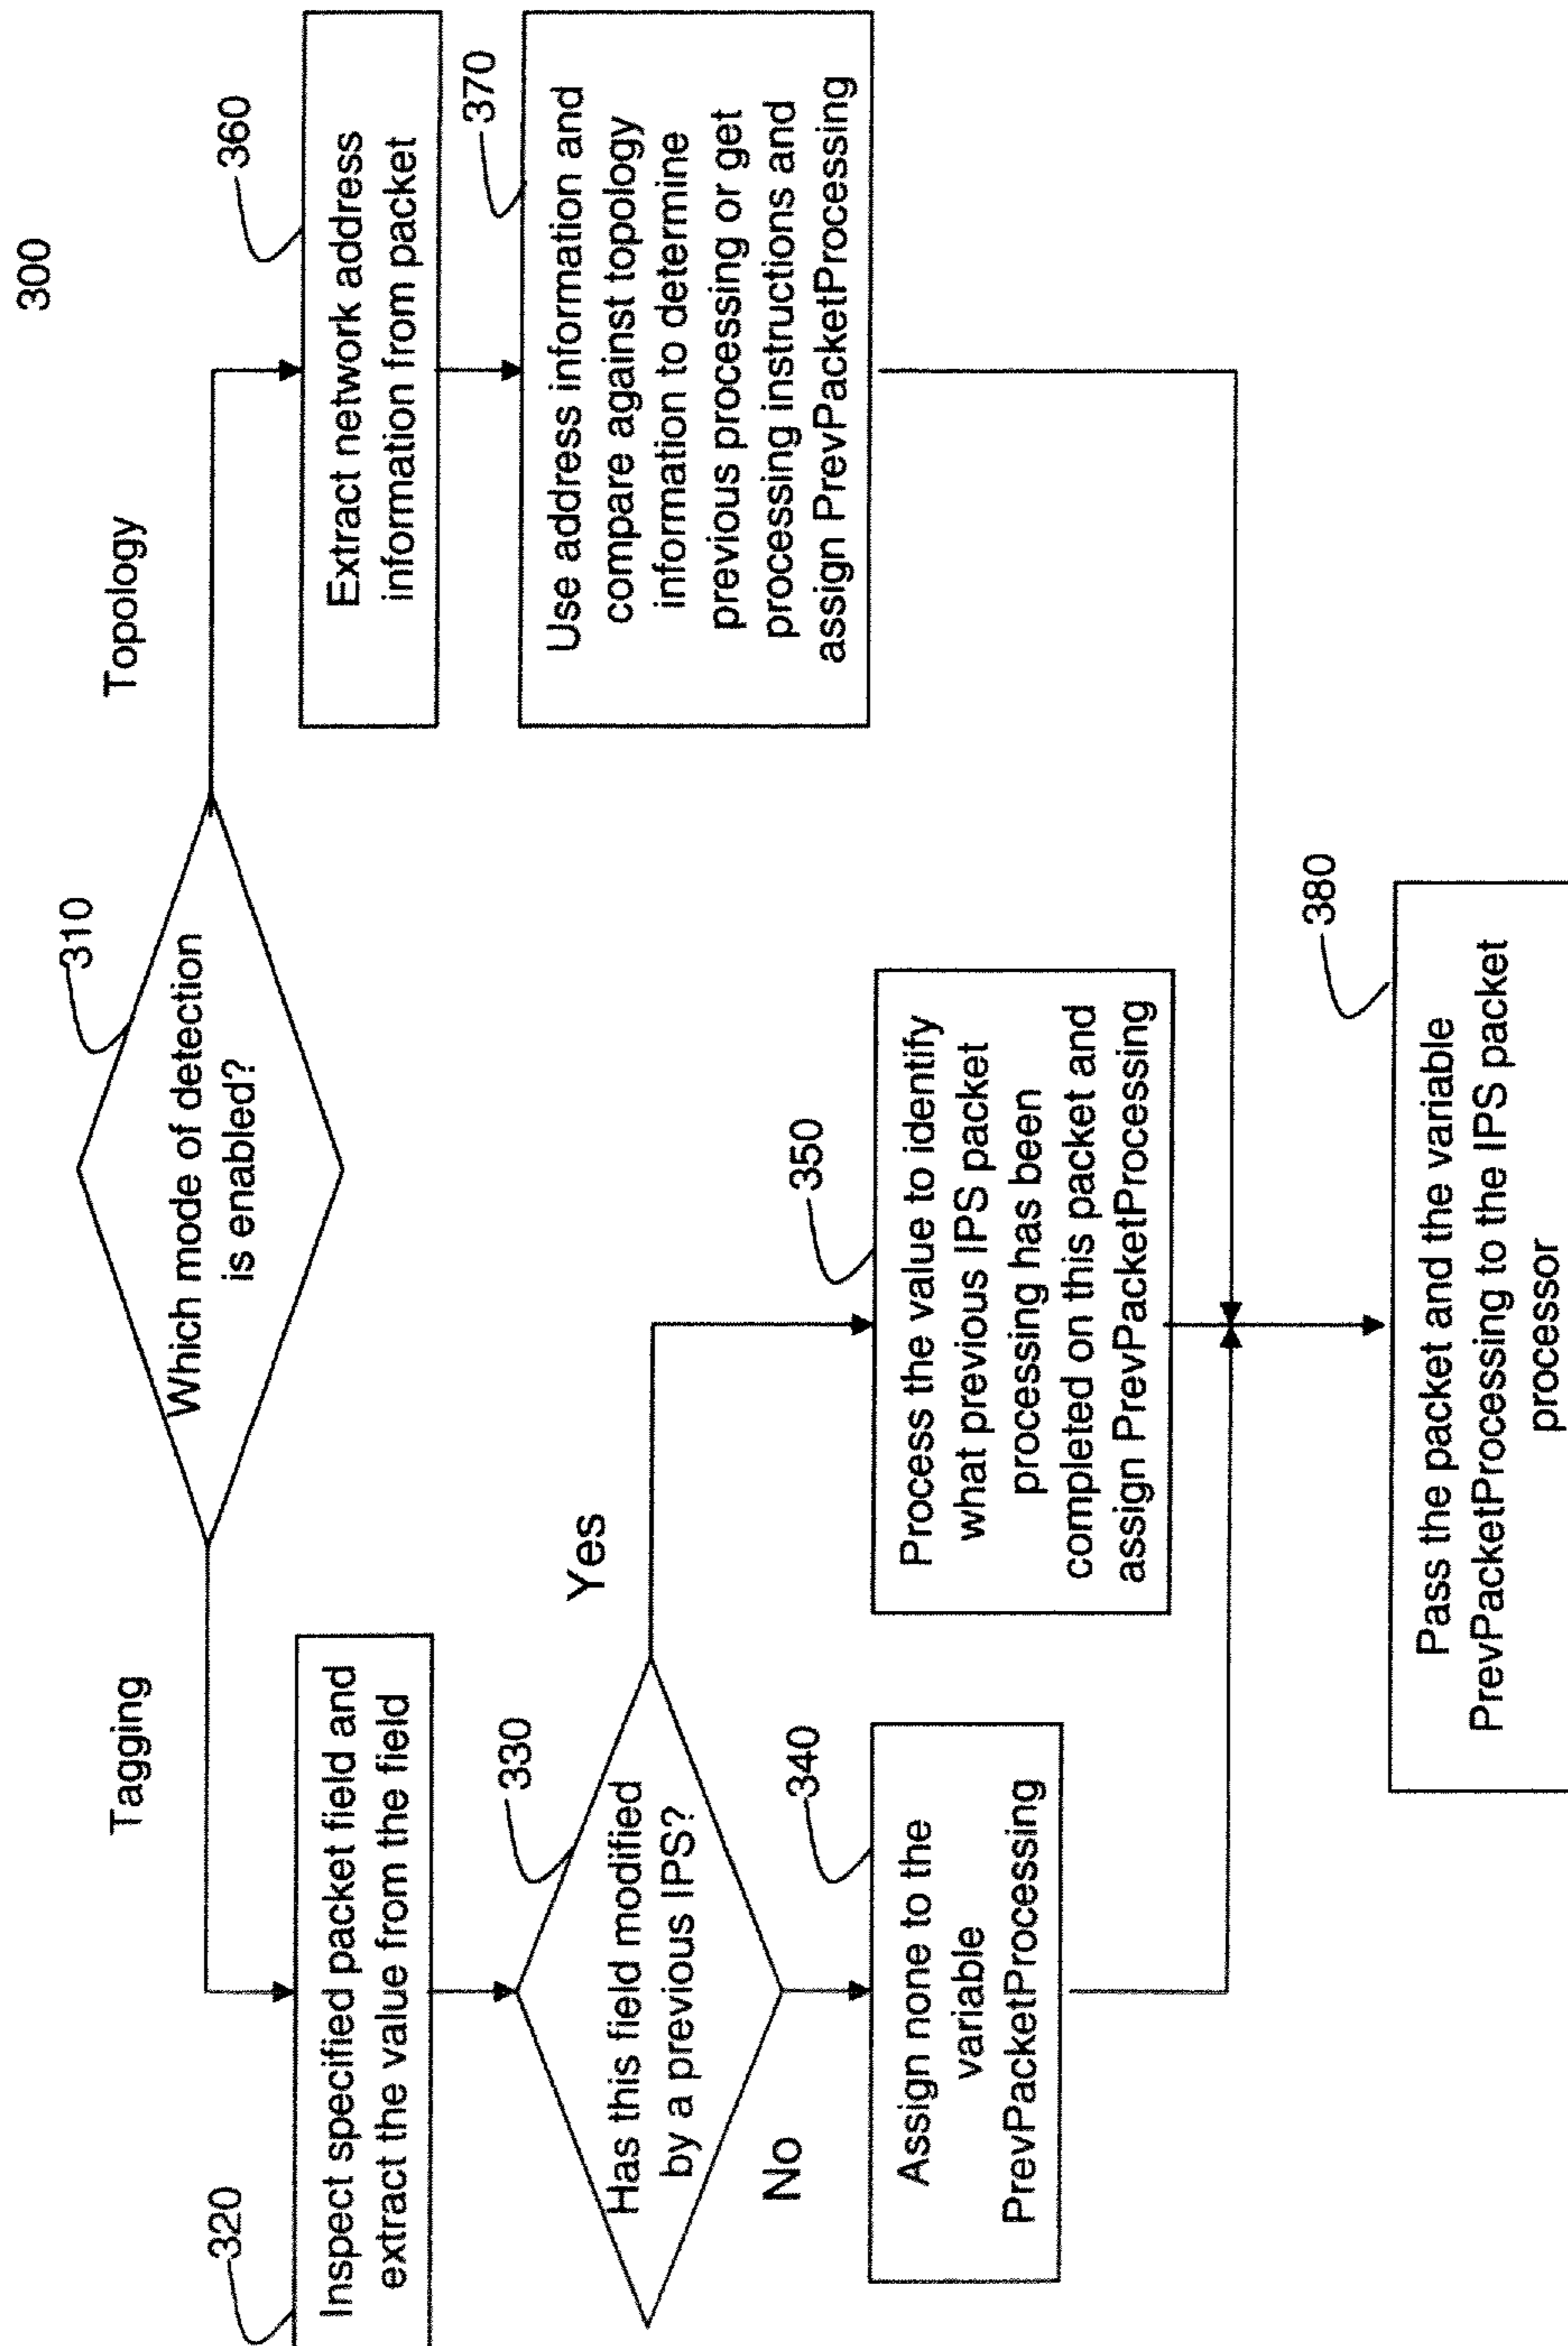 300
310
Which mode of detection
is enabled?
Tagging
Topology
320
Inspect specified packet field and
extract the value from the field
360
Extract network address
information from packet
330
Has this field modified
by a previous IPS?
Yes
No
370
Use address information and
compare against topology
information to determine
previous processing or get
processing instructions and
assign PrevPacketProcessing
340
Assign none to the
variable
PrevPacketProcessing
350
Process the value to identify
what previous IPS packet
processing has been
completed on this packet and
assign PrevPacketProcessing
380
Pass the packet and the variable
PrevPacketProcessing to the IPS packet
processor